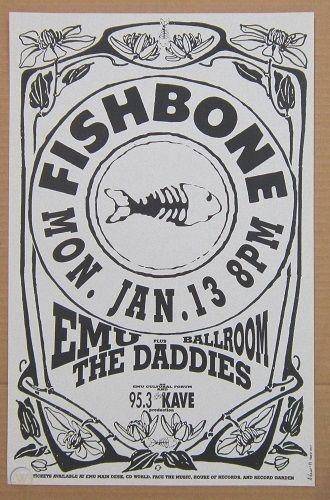 FISHBONE
MON. JAN. 13 8PM
EMU PLUS BALLROOM
THE DADDIES
EMU CULTURAL FORUM
AND
95.3 KAVE
production
TICKETS AVAILABLE AT EMU MAIN DESK, CD WORLD, FACE THE MUSIC, HOUSE OF RECORDS, AND RECORD GARDEN